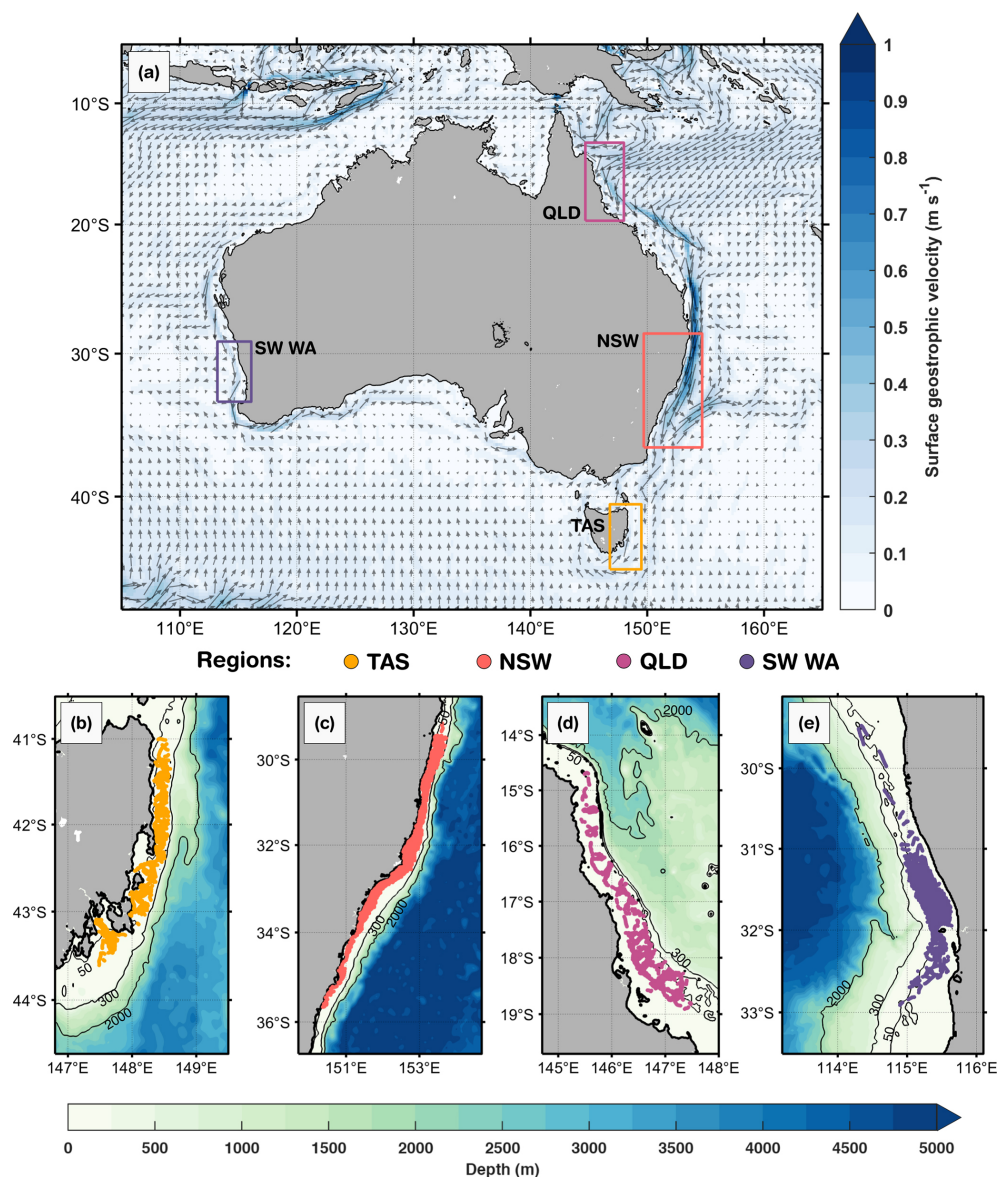 (a)
10°S
20°S
30°S
40°S
110°E 120°E 130°E 140°E 150°E 160°E
QLD
SW WA
NSW
TAS
1
0.9
0.8
0.7
0.6
0.5
0.4
0.3
0.2
0.1
0
Surface geostrophic velocity (m s⁻¹)
Regions: TAS NSW QLD SW WA
(b)
41°S
42°S
43°S
44°S
50
300
2000
147°E 148°E 149°E
(c)
30°S
32°S
34°S
36°S
50
300
2000
151°E 153°E
(d)
14°S
15°S
16°S
17°S
18°S
19°S
2000
50
300
145°E 146°E 147°E 148°E
(e)
30°S
31°S
32°S
33°S
2000
300
50
114°E 115°E 116°E
0 500 1000 1500 2000 2500 3000 3500 4000 4500 5000
Depth (m)